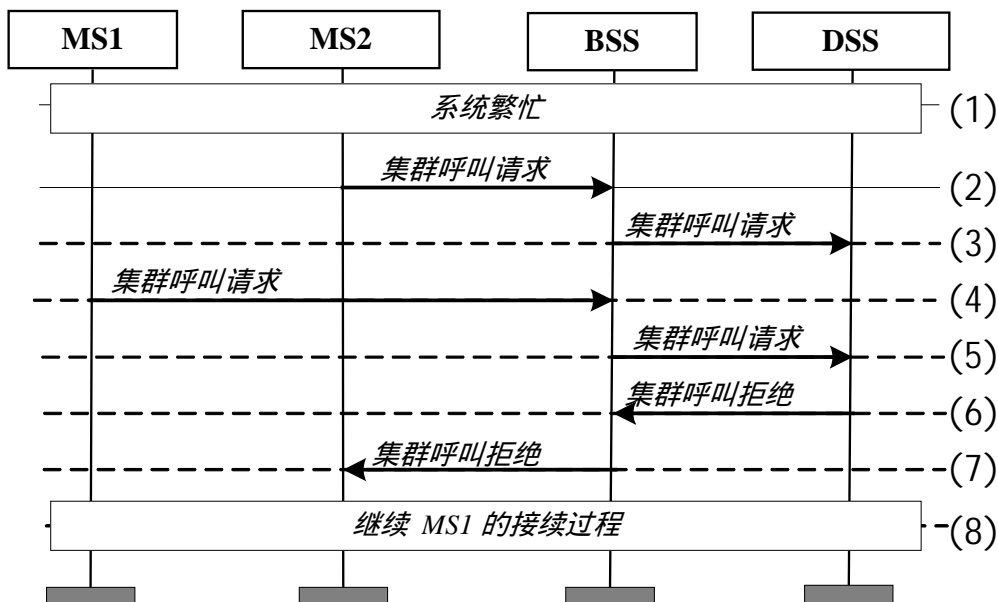 MS1 MS2 BSS DSS
系统繁忙 (1)
集群呼叫请求 (2)
集群呼叫请求 (3)
集群呼叫请求 (4)
集群呼叫请求 (5)
集群呼叫拒绝 (6)
集群呼叫拒绝 (7)
继续 MS1 的接续过程 (8)